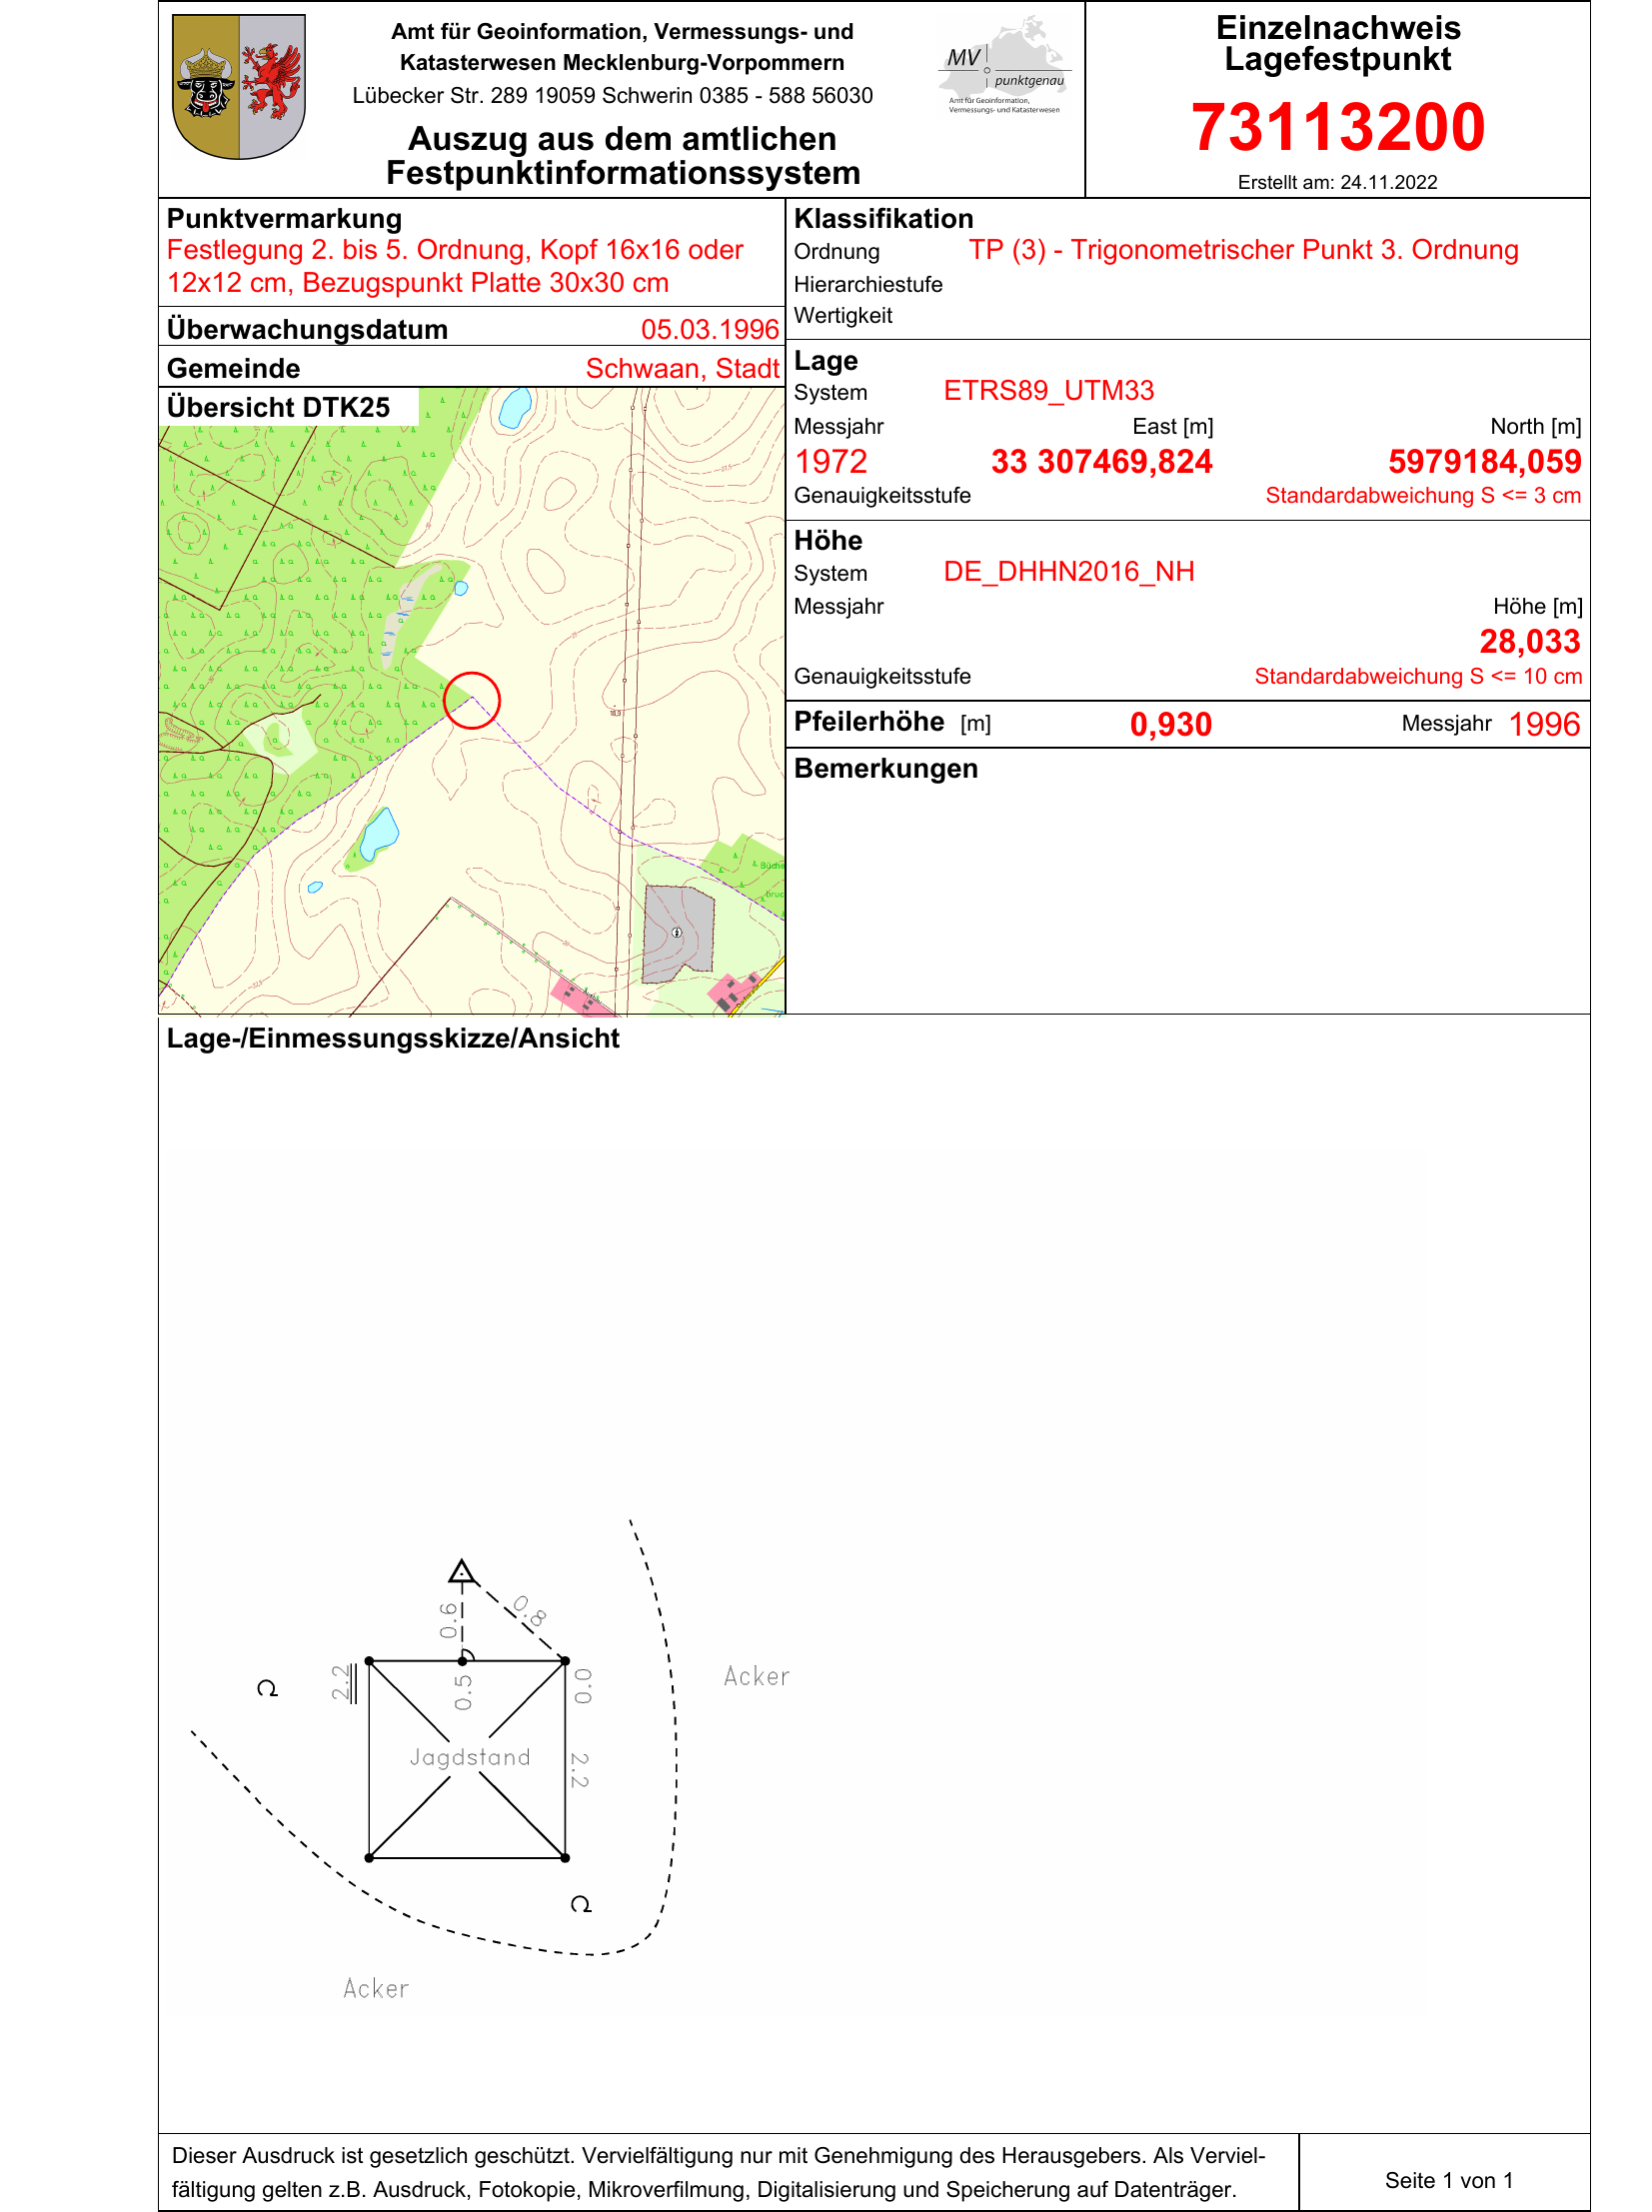 Amt für Geoinformation, Vermessungs- und
Katasterwesen Mecklenburg-Vorpommern
Lübecker Str. 289 19059 Schwerin 0385 - 588 56030
Auszug aus dem amtlichen
Festpunktinformationssystem
MV
punktgenau
Amt für Geoinformation,
Vermessungs- und Katasterwesen
Einzelnachweis
Lagefestpunkt
73113200
Erstellt am: 24.11.2022
Punktvermarkung
Festlegung 2. bis 5. Ordnung, Kopf 16x16 oder
12x12 cm, Bezugspunkt Platte 30x30 cm
Überwachungsdatum 05.03.1996
Gemeinde Schwaan, Stadt
Übersicht DTK25
Klassifikation
Ordnung TP (3) - Trigonometrischer Punkt 3. Ordnung
Hierarchiestufe
Wertigkeit
Lage
System ETRS89_UTM33
Messjahr East [m] North [m]
1972 33 307469,824 5979184,059
Genauigkeitsstufe Standardabweichung S <= 3 cm
Höhe
System DE_DHHN2016_NH
Messjahr Höhe [m]
28,033
Genauigkeitsstufe Standardabweichung S <= 10 cm
Pfeilerhöhe [m] 0,930 Messjahr 1996
Bemerkungen
Lage-/Einmessungsskizze/Ansicht
0.6
0.8
2.2
0.5
0.0
Acker
Jagdstand
2.2
Acker
Dieser Ausdruck ist gesetzlich geschützt. Vervielfältigung nur mit Genehmigung des Herausgebers. Als Verviel-
fältigung gelten z.B. Ausdruck, Fotokopie, Mikroverfilmung, Digitalisierung und Speicherung auf Datenträger.
Seite 1 von 1